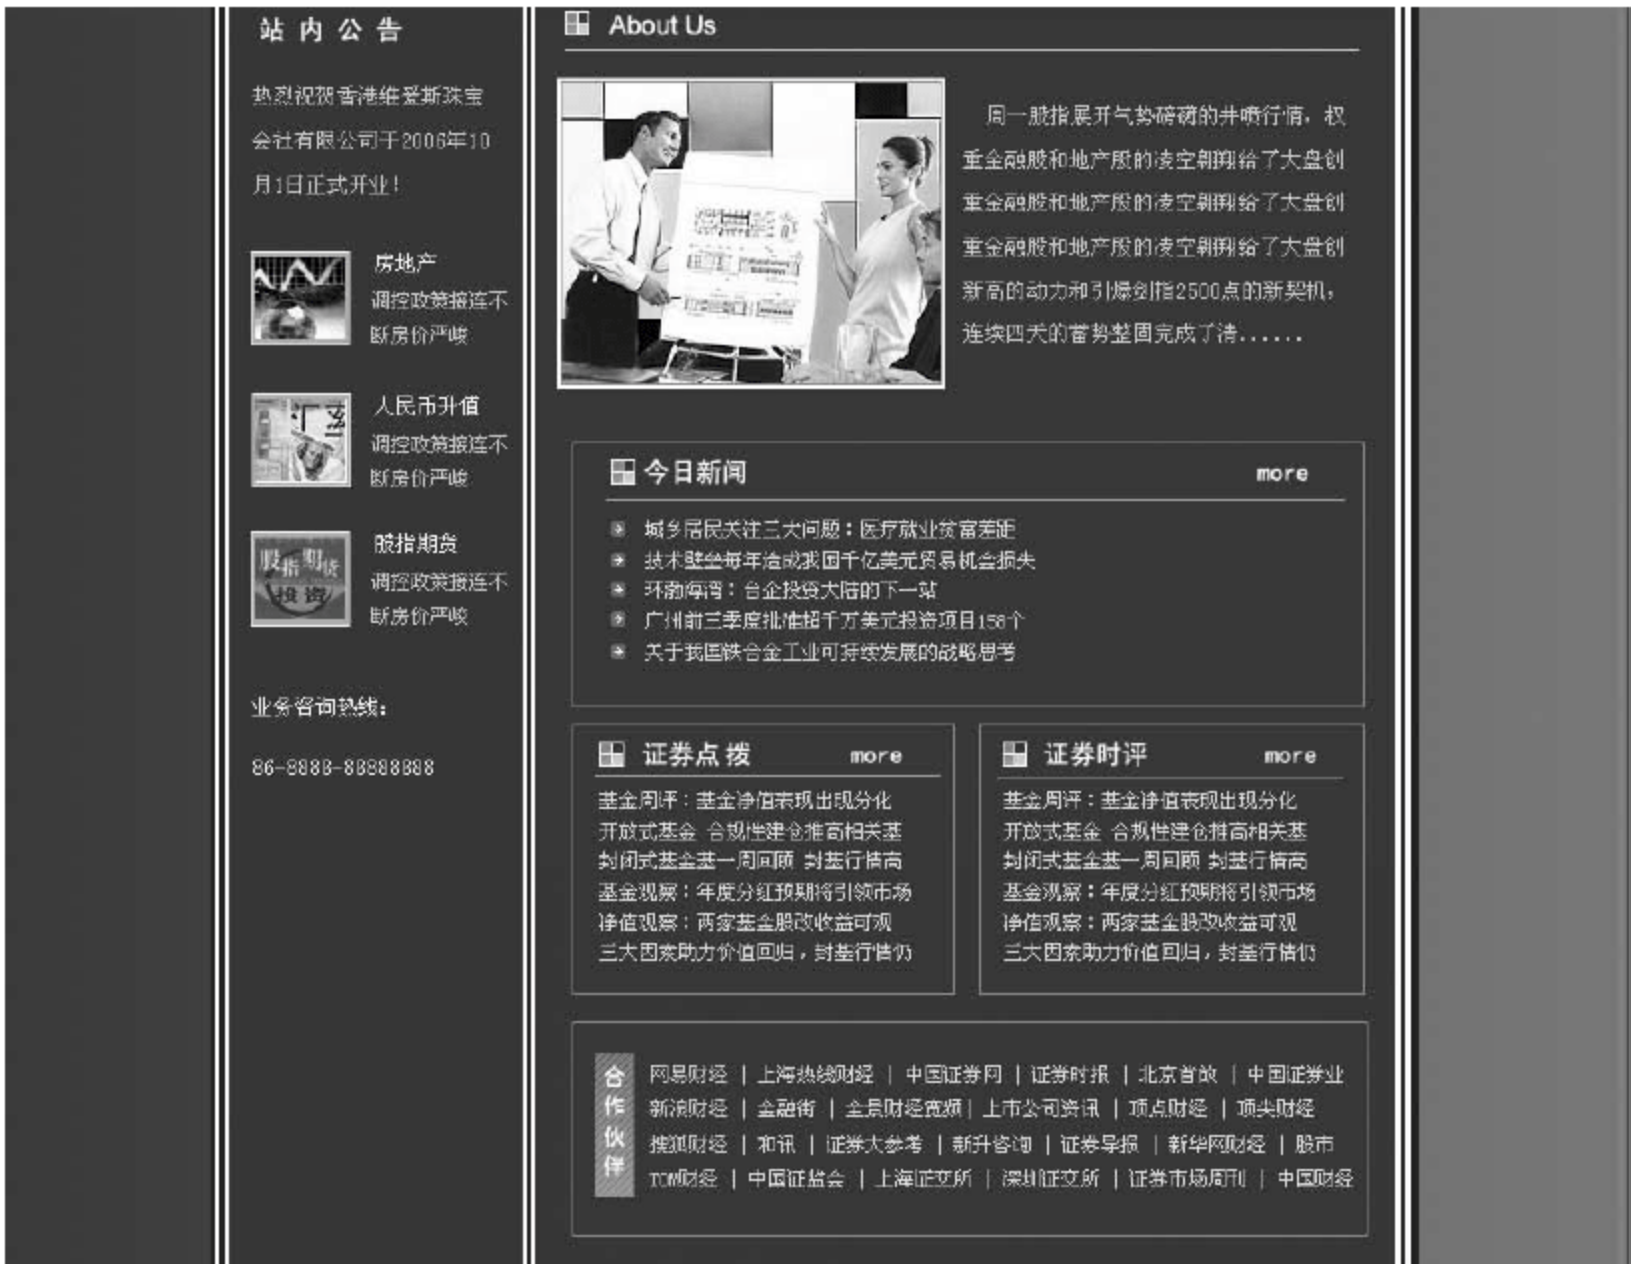 站内公告
热烈祝贺香港维爱斯珠宝
会社有限公司于2006年10
月1日正式开业！
房地产
调控政策接连不
断房价严峻
人民币升值
调控政策接连不
断房价严峻
股指期货
股指期货
投资
调控政策接连不
断房价严峻
业务咨询热线：
86-8888-88888888
About Us
周一股指展开气势磅礴的井喷行情，权
重金融股和地产股的凌空翱翔给了大盘创
重金融股和地产股的凌空翱翔给了大盘创
重金融股和地产股的凌空翱翔给了大盘创
新高的动力和引爆剑指2500点的新契机，
连续四天的蓄势整固完成了清......
今日新闻 more
城乡居民关注三大问题：医疗就业贫富差距
技术壁垒每年造成我国千亿美元贸易机会损失
环渤海湾：台企投资大陆的下一站
广州前三季度批准超千万美元投资项目158个
关于我国铁合金工业可持续发展的战略思考
证券点拨 more
基金周评：基金净值表现出现分化
开放式基金 合规性建仓推高相关基
封闭式基金基一周回顾 封基行情高
基金观察：年度分红预期将引领市场
净值观察：两家基金股改收益可观
三大因素助力价值回归，封基行情仍
证券时评 more
基金周评：基金净值表现出现分化
开放式基金 合规性建仓推高相关基
封闭式基金基一周回顾 封基行情高
基金观察：年度分红预期将引领市场
净值观察：两家基金股改收益可观
三大因素助力价值回归，封基行情仍
合作伙伴
网易财经 | 上海热线财经 | 中国证券网 | 证券时报 | 北京首放 | 中国证券业
新浪财经 | 金融街 | 全景财经宽频 | 上市公司资讯 | 顶点财经 | 顶尖财经
搜狐财经 | 和讯 | 证券大参考 | 新升咨询 | 证券导报 | 新华网财经 | 股市
TOM财经 | 中国证监会 | 上海证交所 | 深圳证交所 | 证券市场周刊 | 中国财经